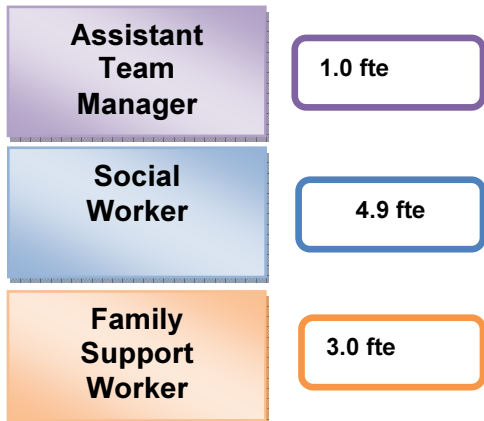 Assistant
Team
Manager
1.0 fte
Social
Worker
4.9 fte
Family
Support
Worker
3.0 fte